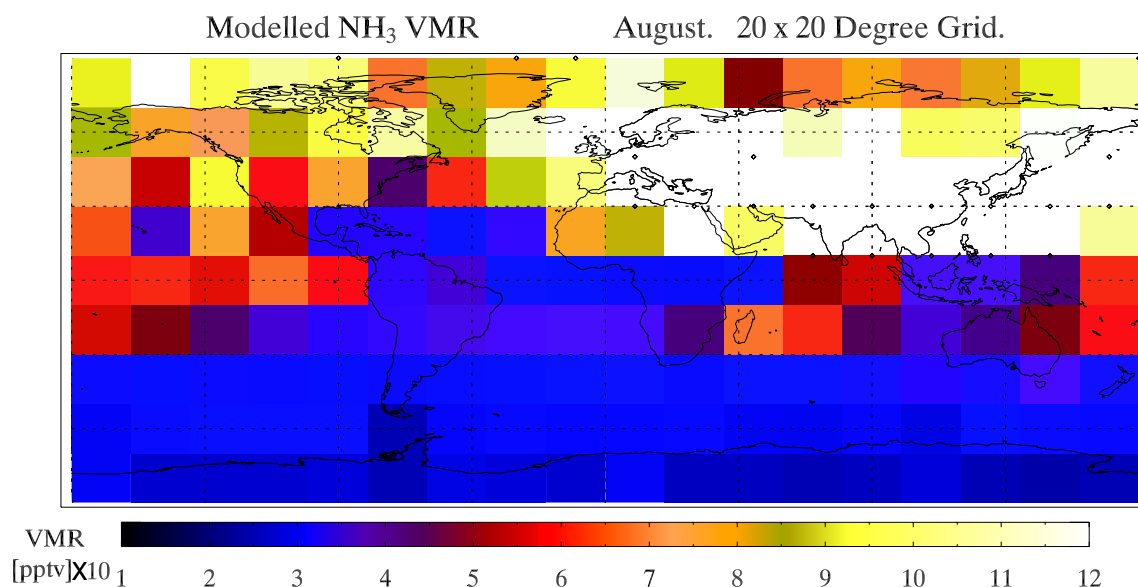 Modelled NH₃ VMR August. 20 x 20 Degree Grid.
VMR
[pptv]X10 1 2 3 4 5 6 7 8 9 10 11 12